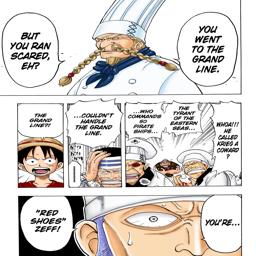 YOU
WENT TO
THE GRAND
LINE.
BUT
YOU RAN
SCARED,
EH?
WHOA!!!
HE
CALLED
KRIEG A
COWARD
?
THE
TYRANT OF
THE
EASTERN
SEAS...
...WHO
COMMANDS
50
PIRATE
SHIPS...
...COULDN'T
HANDLE
THE GRAND
LINE.
THE
GRAND
LINE?!
YOU'RE...
"RED
SHOES"
ZEFF!